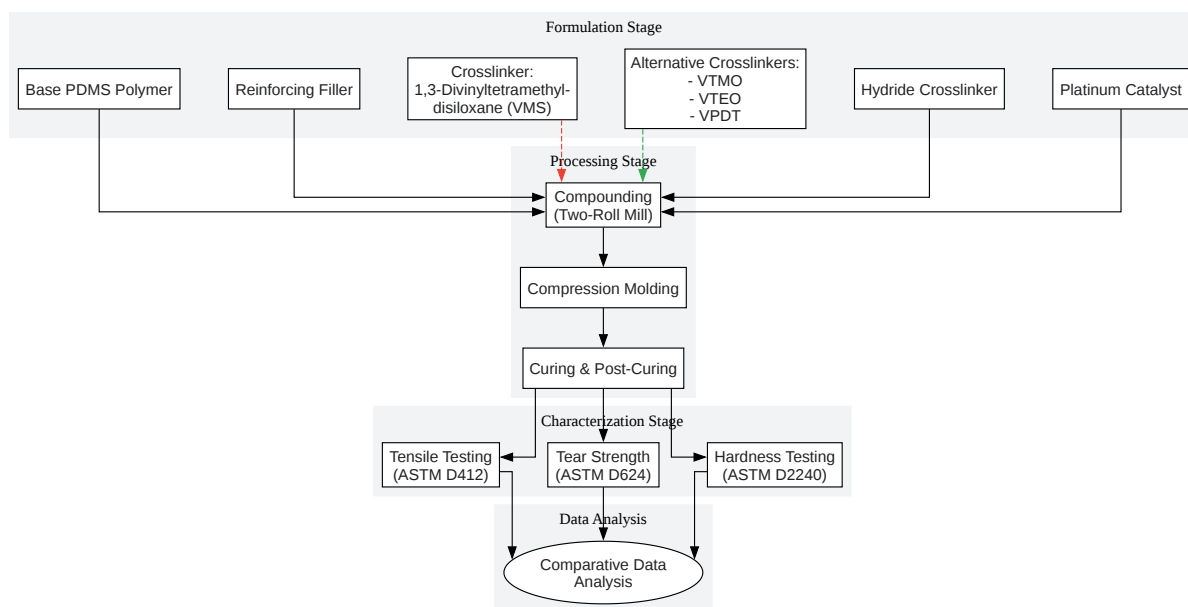 Formulation Stage
Base PDMS Polymer
Reinforcing Filler
Crosslinker:
1,3-Divinyltetramethyl-
disiloxane (VMS)
Alternative Crosslinkers:
- VTMO
- VTEO
- VPDT
Hydride Crosslinker
Platinum Catalyst
Processing Stage
Compounding
(Two-Roll Mill)
Compression Molding
Curing & Post-Curing
Characterization Stage
Tensile Testing
(ASTM D412)
Tear Strength
(ASTM D624)
Hardness Testing
(ASTM D2240)
Data Analysis
Comparative Data
Analysis